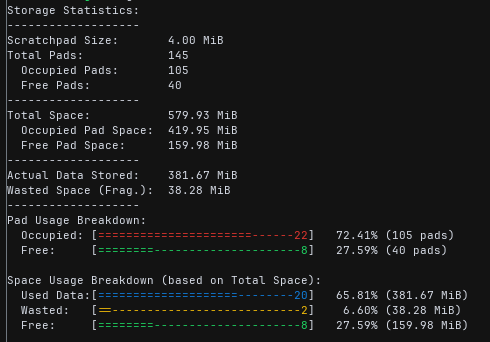 Storage Statistics:
-------------------
Scratchpad Size: 4.00 MiB
Total Pads: 145
Occupied Pads: 105
Free Pads: 40
-------------------
Total Space: 579.93 MiB
Occupied Pad Space: 419.95 MiB
Free Pad Space: 159.98 MiB
-------------------
Actual Data Stored: 381.67 MiB
Wasted Space (Frag.): 38.28 MiB
-------------------
Pad Usage Breakdown:
Occupied: [======================------22] 72.41% (105 pads)
Free: [========---------------------8] 27.59% (40 pads)
Space Usage Breakdown (based on Total Space):
Used Data:[====================--------20] 65.81% (381.67 MiB)
Wasted: [==---------------------------2] 6.60% (38.28 MiB)
Free: [========---------------------8] 27.59% (159.98 MiB)